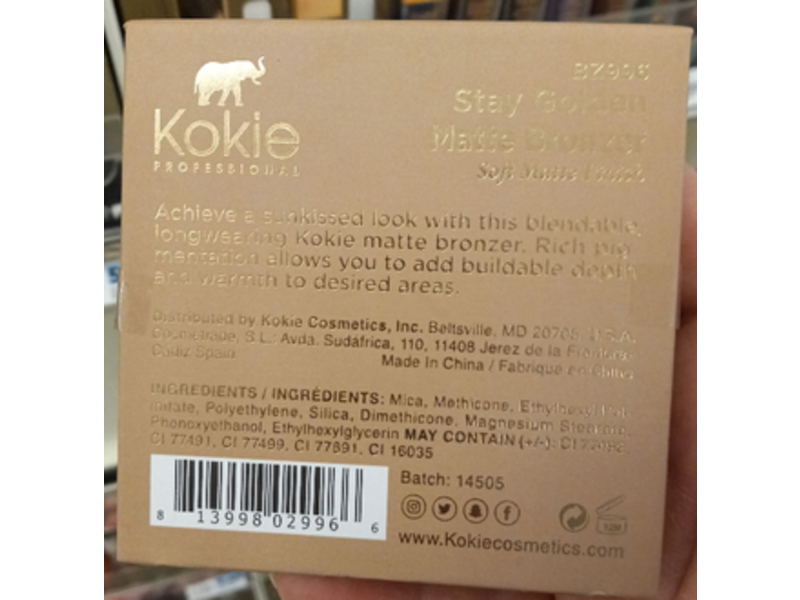 Kokie
PROFESSIONAL
BZ996
Stay Golden
Matte Bronzer
Soft Matte Finish
Achieve a sunkissed look with this blendable,
longwearing Kokie matte bronzer. Rich pig-
mentation allows you to add buildable depth
and warmth to desired areas.
Distributed by Kokie Cosmetics, Inc. Beltsville, MD 20705, U.S.A.
Cosmetrade, S.L.: Avda. Sudáfrica, 110, 11408 Jerez de la Frontera-
Cadiz Spain
Made In China / Fabriqué en Chine
INGREDIENTS / INGRÉDIENTS: Mica, Methicone, Ethylhexyl Pal-
mitate, Polyethylene, Silica, Dimethicone, Magnesium Stearate,
Phenoxyethanol, Ethylhexylglycerin MAY CONTAIN (+/-):
CI 77491, CI 77499, CI 77891, CI 16035
8 13998 02996 6
Batch: 14505
12M
www.Kokiecosmetics.com